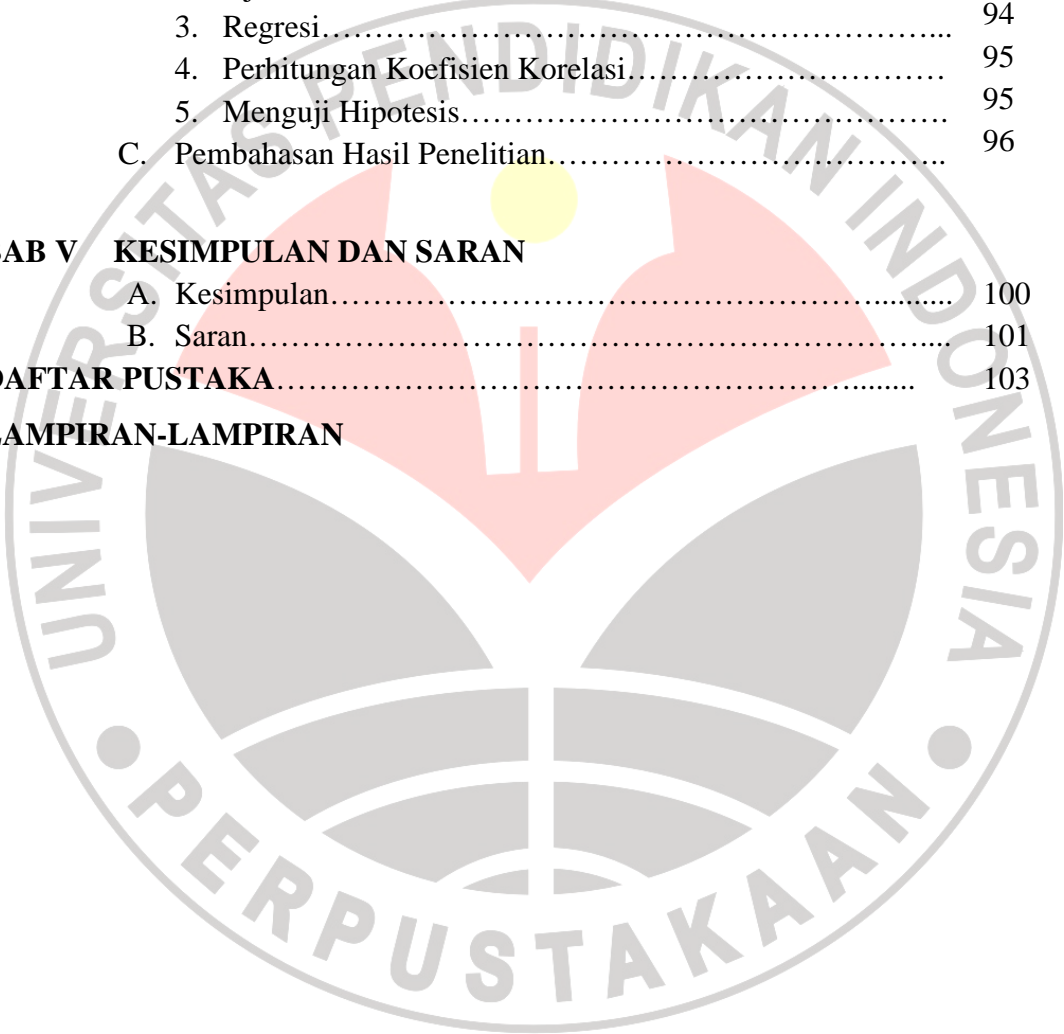 3. Regresi…………………………………………………... 94
4. Perhitungan Koefisien Korelasi………………………… 95
5. Menguji Hipotesis………………………………………. 95
C. Pembahasan Hasil Penelitian……………………………….. 96
BAB V KESIMPULAN DAN SARAN
A. Kesimpulan……………………………………………........... 100
B. Saran……………………………………………………….... 101
DAFTAR PUSTAKA………………………………………………........ 103
LAMPIRAN-LAMPIRAN
UNIVERSITAS PENDIDIKAN INDONESIA
PERPUSTAKAAN